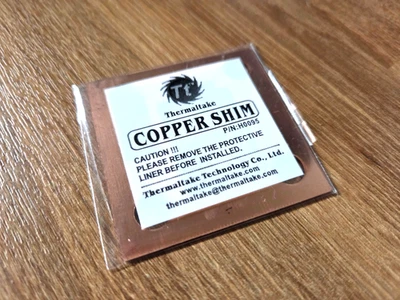 Tt
Thermaltake
COPPER SHIM
P/N:H0095
CAUTION !!!
PLEASE REMOVE THE PROTECTIVE
LINER BEFORE INSTALLED.
Thermaltake Technology Co., Ltd.
www.thermaltake.com
thermaltake@thermaltake.com